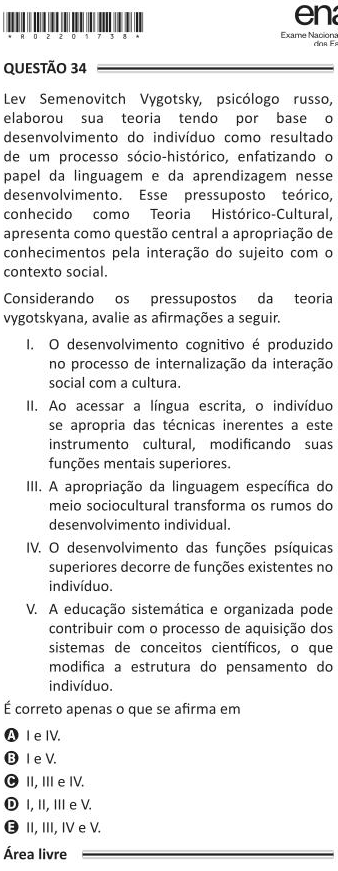 ena
Exame Naciona
* R 0 2 2 0 1 7 3 8 *
QUESTÃO 34
Lev Semenovitch Vygotsky, psicólogo russo,
elaborou sua teoria tendo por base o
desenvolvimento do indivíduo como resultado
de um processo sócio-histórico, enfatizando o
papel da linguagem e da aprendizagem nesse
desenvolvimento. Esse pressuposto teórico,
conhecido como Teoria Histórico-Cultural,
apresenta como questão central a apropriação de
conhecimentos pela interação do sujeito com o
contexto social.
Considerando os pressupostos da teoria
vygotskyana, avalie as afirmações a seguir.
I. O desenvolvimento cognitivo é produzido
no processo de internalização da interação
social com a cultura.
II. Ao acessar a língua escrita, o indivíduo
se apropria das técnicas inerentes a este
instrumento cultural, modificando suas
funções mentais superiores.
III. A apropriação da linguagem específica do
meio sociocultural transforma os rumos do
desenvolvimento individual.
IV. O desenvolvimento das funções psíquicas
superiores decorre de funções existentes no
indivíduo.
V. A educação sistemática e organizada pode
contribuir com o processo de aquisição dos
sistemas de conceitos científicos, o que
modifica a estrutura do pensamento do
indivíduo.
É correto apenas o que se afirma em
A I e IV.
B I e V.
C II, III e IV.
D I, II, III e V.
E II, III, IV e V.
Área livre